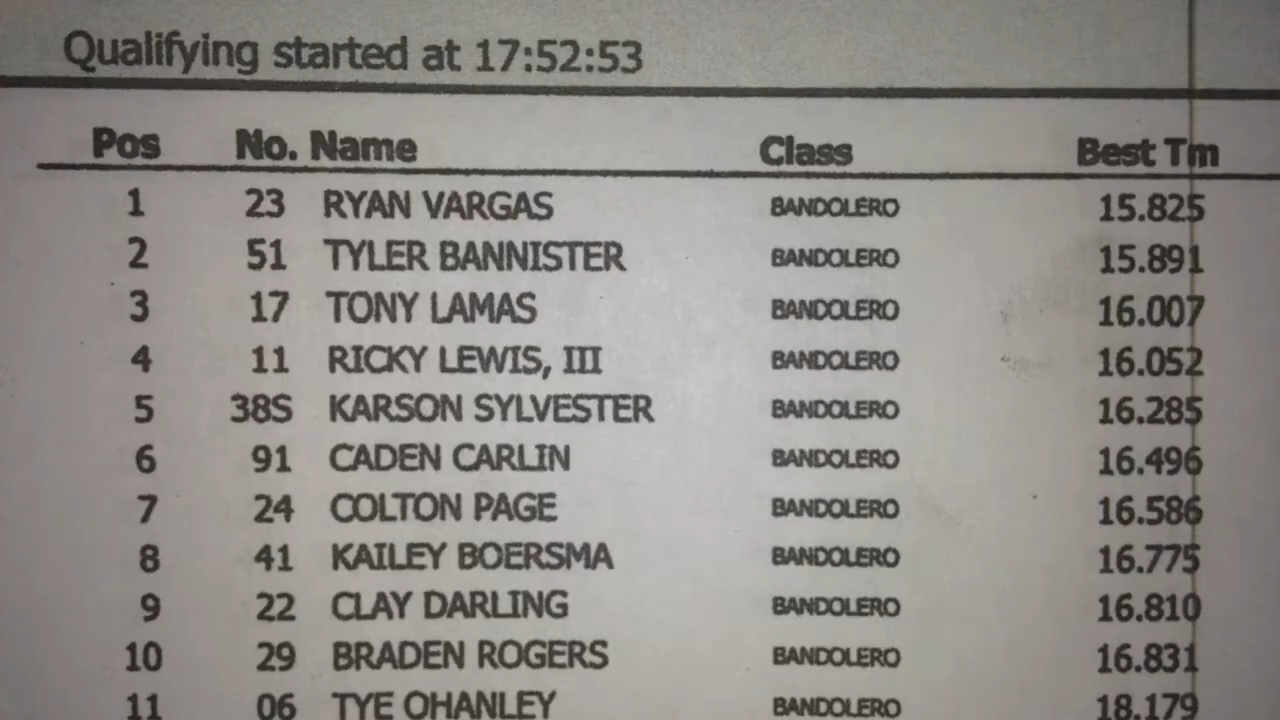 Qualifying started at 17:52:53
Pos No. Name Class Best Tm
1 23 RYAN VARGAS BANDOLERO 15.825
2 51 TYLER BANNISTER BANDOLERO 15.891
3 17 TONY LAMAS BANDOLERO 16.007
4 11 RICKY LEWIS, III BANDOLERO 16.052
5 38S KARSON SYLVESTER BANDOLERO 16.285
6 91 CADEN CARLIN BANDOLERO 16.496
7 24 COLTON PAGE BANDOLERO 16.586
8 41 KAILEY BOERSMA BANDOLERO 16.775
9 22 CLAY DARLING BANDOLERO 16.810
10 29 BRADEN ROGERS BANDOLERO 16.831
11 06 TYE OHANLEY BANDOLERO 18.179